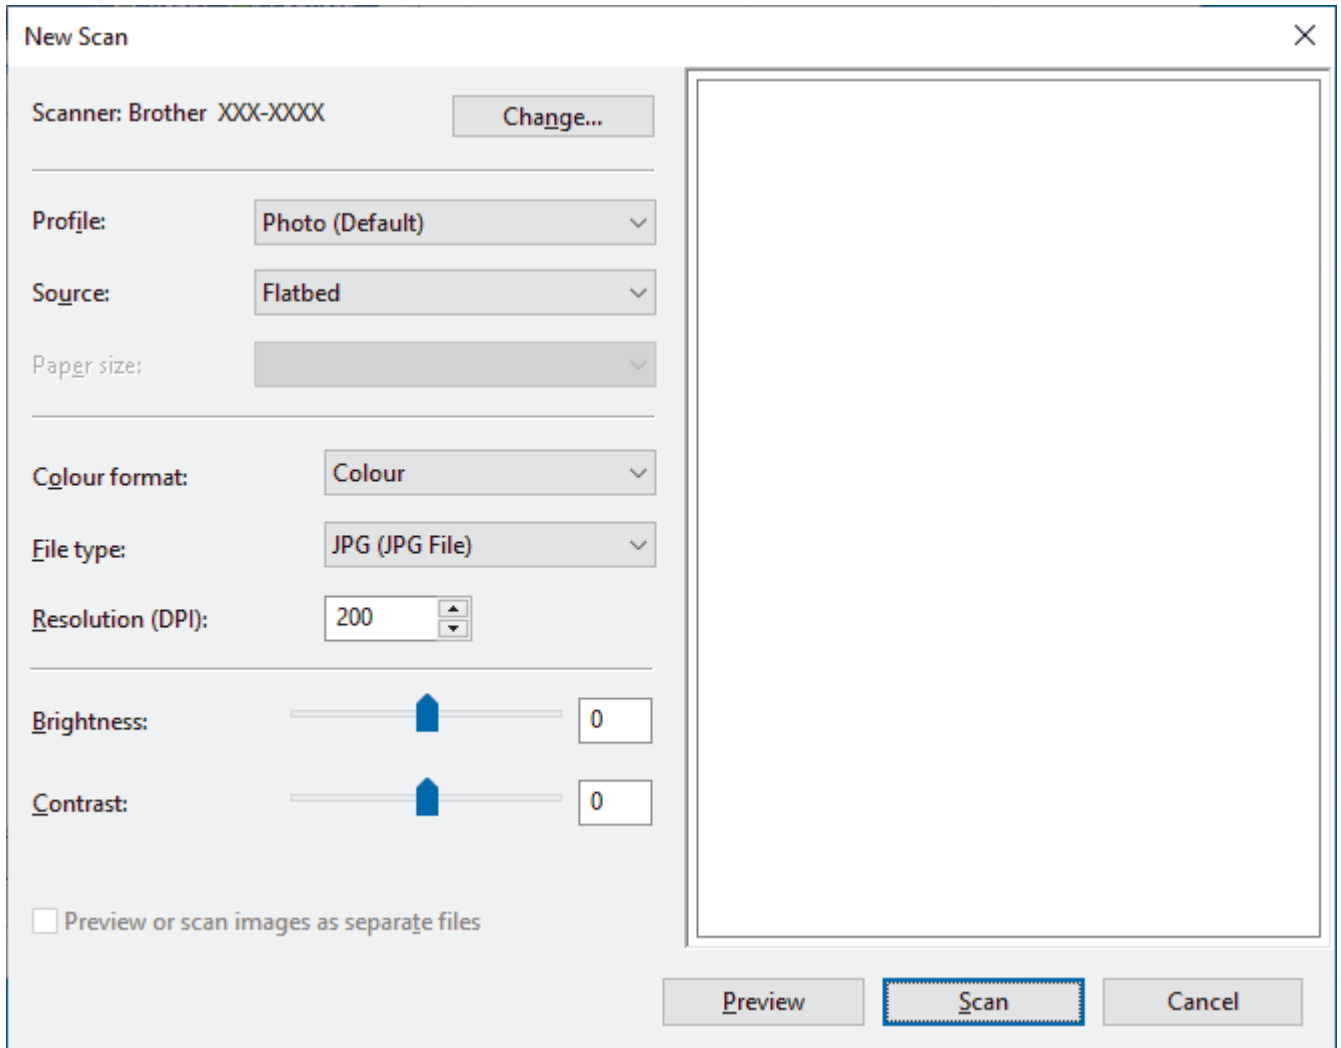 New Scan
Scanner: Brother XXX-XXXX
Change...
Profile: Photo (Default)
Source: Flatbed
Paper size:
Colour format: Colour
File type: JPG (JPG File)
Resolution (DPI): 200
Brightness: 0
Contrast: 0
Preview or scan images as separate files
Preview Scan Cancel